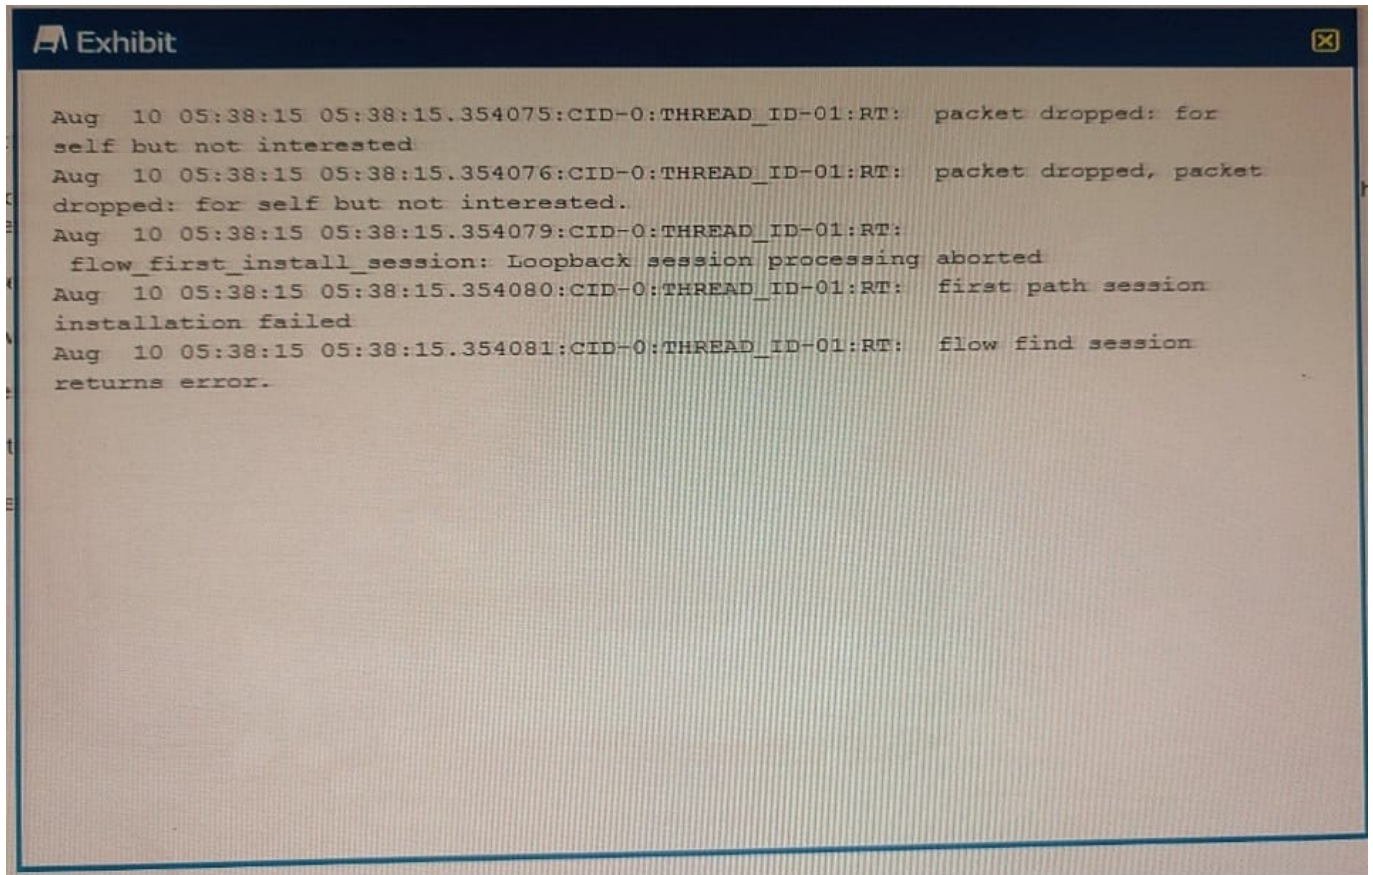 Exhibit
Aug  10 05:38:15 05:38:15.354075:CID-0:THREAD_ID-01:RT:  packet dropped: for
self but not interested
Aug  10 05:38:15 05:38:15.354076:CID-0:THREAD_ID-01:RT:  packet dropped, packet
dropped: for self but not interested.
Aug  10 05:38:15 05:38:15.354079:CID-0:THREAD_ID-01:RT:
 flow_first_install_session: Loopback session processing aborted
Aug  10 05:38:15 05:38:15.354080:CID-0:THREAD_ID-01:RT:  first path session
installation failed
Aug  10 05:38:15 05:38:15.354081:CID-0:THREAD_ID-01:RT:  flow find session
returns error.